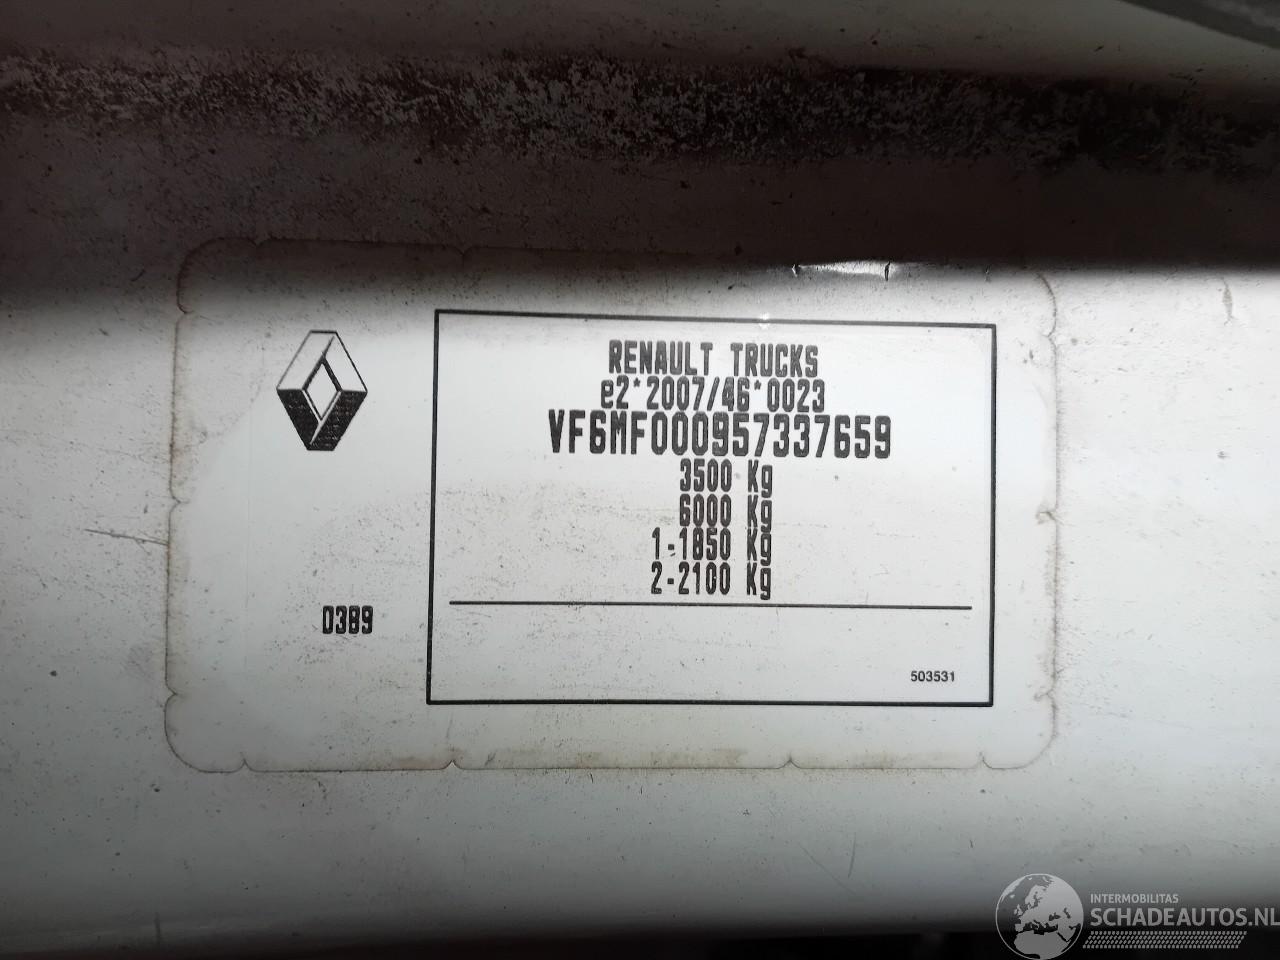 RENAULT TRUCKS
e2*2007/46*0023
VF6MF000957337659
3500 Kg
6000 Kg
1-1850 Kg
2-2100 Kg
0389
503531
INTERMOBILITAS
SCHADEAUTOS.NL